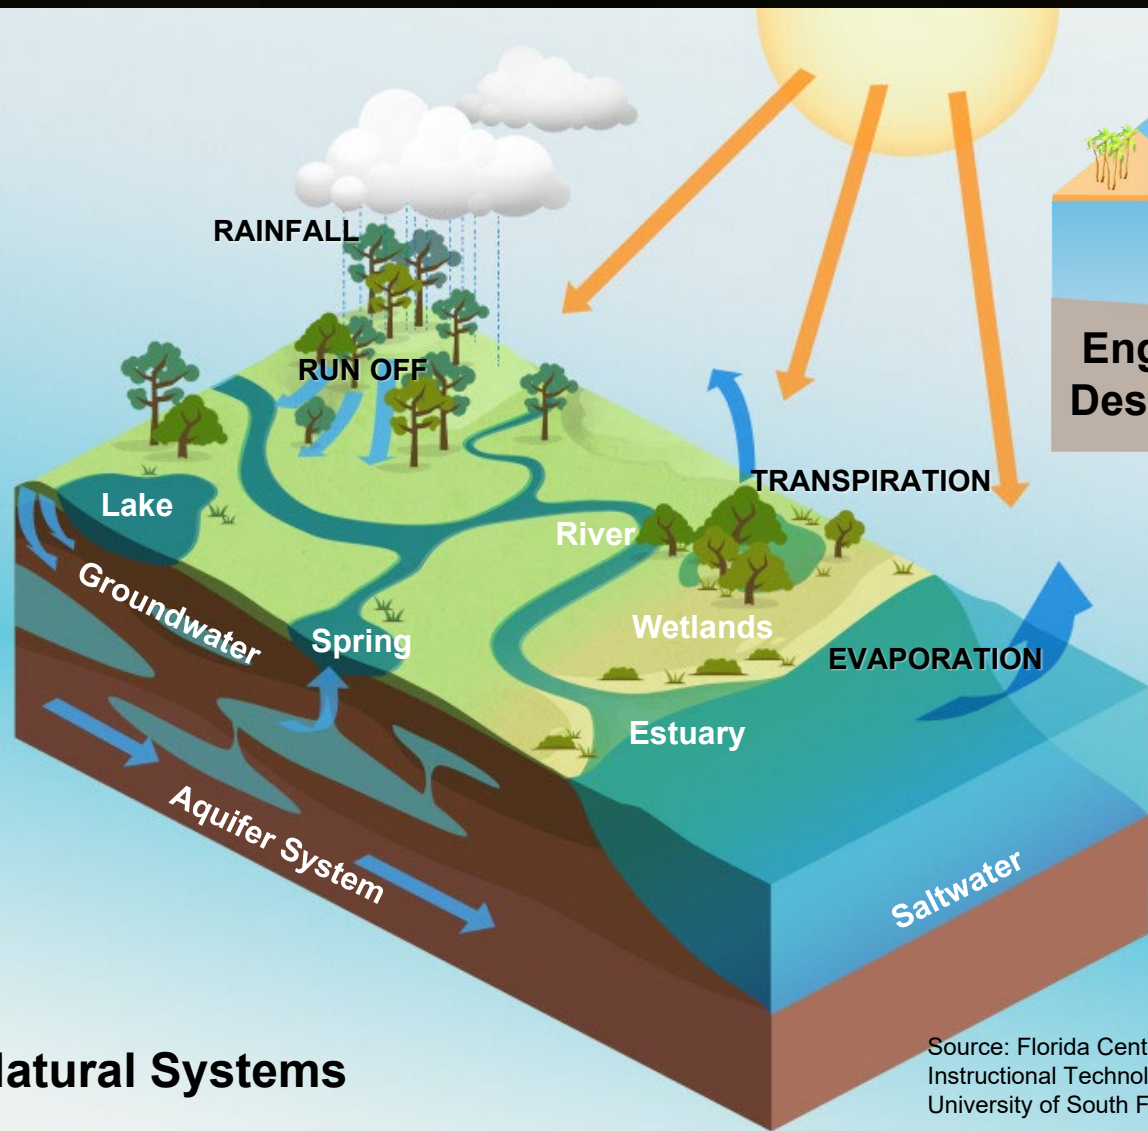 RAINFALL
RUN OFF
Eng
Des
Lake
TRANSPIRATION
River
Groundwater
Spring
Wetlands
EVAPORATION
Estuary
Aquifer System
Saltwater
latural Systems
Source: Florida Cent
Instructional Technol
University of South F